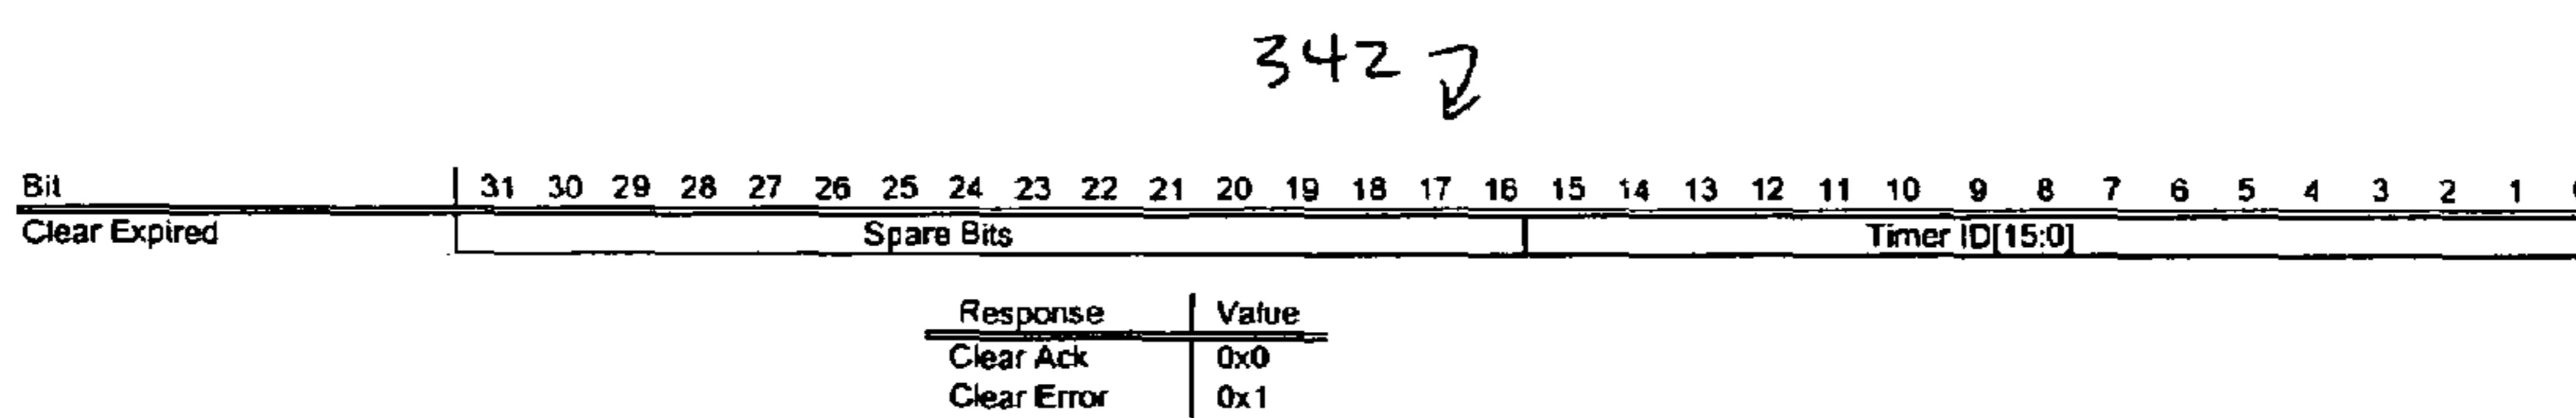 342
Bit 31 30 29 28 27 26 25 24 23 22 21 20 19 18 17 16 15 14 13 12 11 10 9 8 7 6 5 4 3 2 1 0
Clear Expired Spare Bits Timer ID[15:0]
Response Value
Clear Ack 0x0
Clear Error 0x1